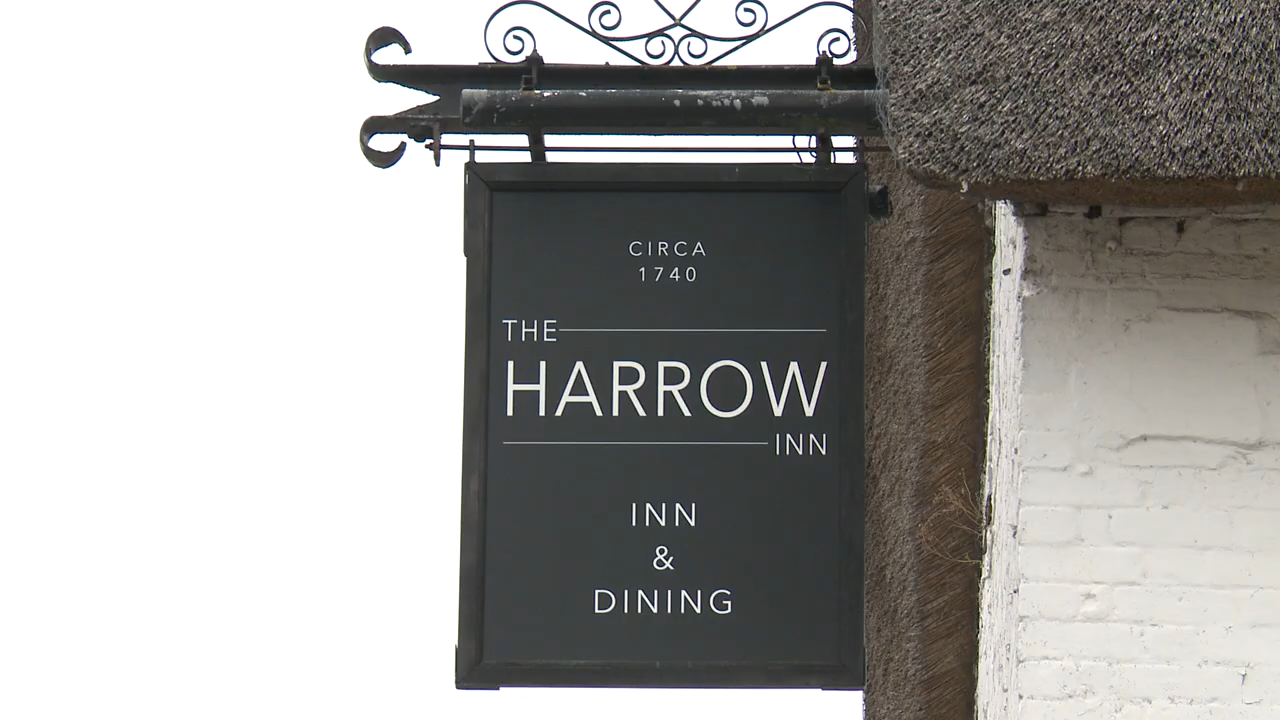 CIRCA
1740
THE
HARROW
INN
INN
&
DINING